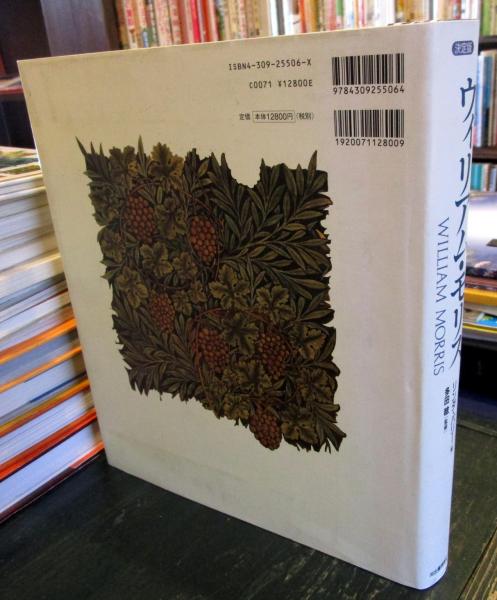 ISBN4-309-25506-X
C0071 ¥12800E
定価 本体12800円 (税別)
9784309255064
1920071128009
決定版
ウィリアム・モリス
WILLIAM MORRIS